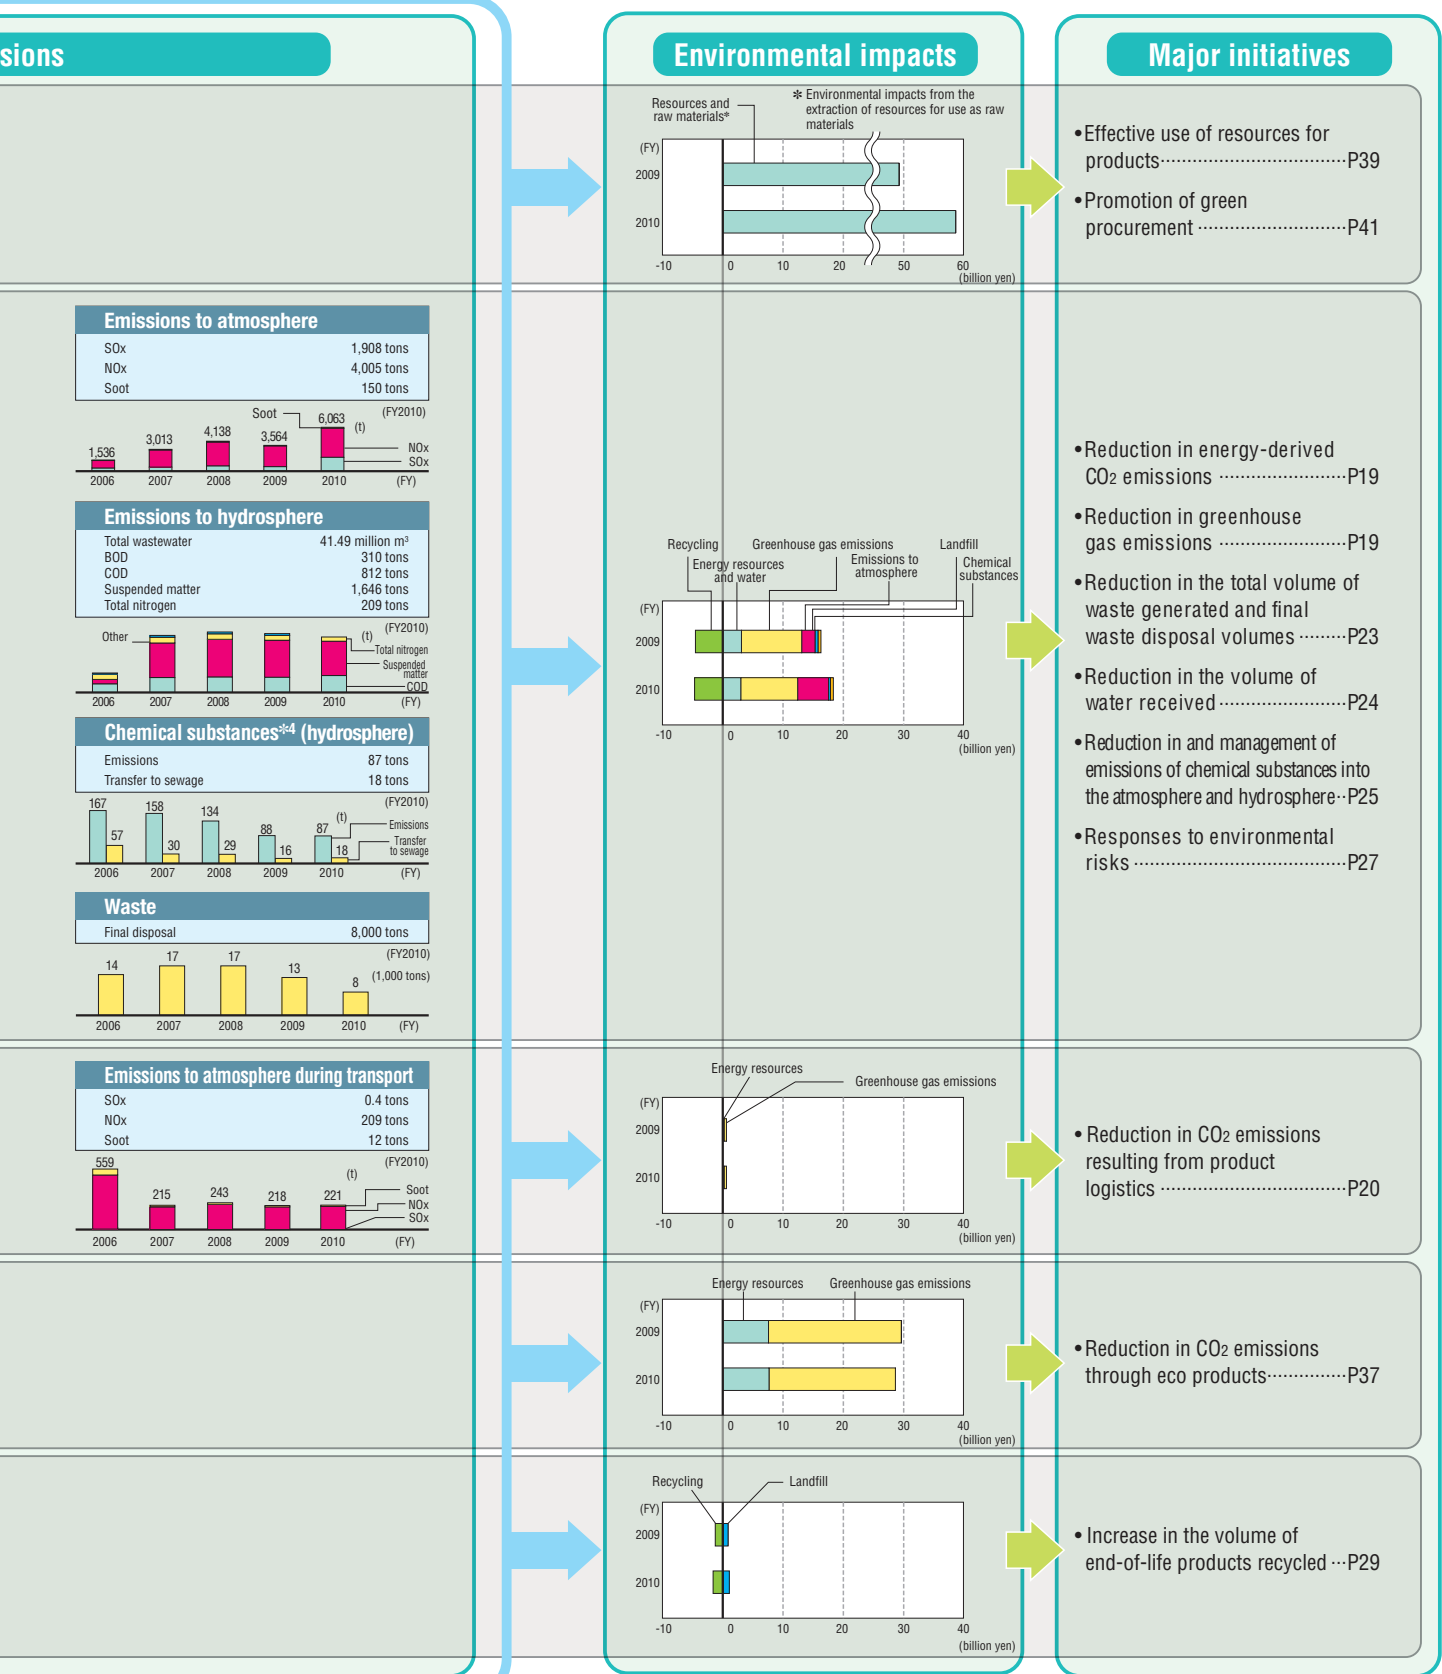 sions
Environmental impacts
Major initiatives
Resources and
raw materials*
* Environmental impacts from the
extraction of resources for use as raw
materials
(FY)
2009
2010
-10 0 10 20 50 60
(billion yen)
•Effective use of resources for
products··································P39
•Promotion of green
procurement ···························P41
Emissions to atmosphere
SOx 1,908 tons
NOx 4,005 tons
Soot 150 tons
(FY2010)
Soot
(t)
1,536 3,013 4,138 3,564 6,063
NOx
SOx
2006 2007 2008 2009 2010 (FY)
Emissions to hydrosphere
Total wastewater 41.49 million m³
BOD 310 tons
COD 812 tons
Suspended matter 1,646 tons
Total nitrogen 209 tons
(FY2010)
Other
(t)
Total nitrogen
Suspended
matter
COD
2006 2007 2008 2009 2010 (FY)
Chemical substances*4 (hydrosphere)
Emissions 87 tons
Transfer to sewage 18 tons
(FY2010)
(t)
167 57 158 30 134 29 88 16 87 18
Emissions
Transfer
to sewage
2006 2007 2008 2009 2010 (FY)
Waste
Final disposal 8,000 tons
(FY2010)
(1,000 tons)
14 17 17 13 8
2006 2007 2008 2009 2010 (FY)
Recycling
Energy resources
and water
Greenhouse gas emissions
Emissions to
atmosphere
Landfill
Chemical
substances
(FY)
2009
2010
-10 0 10 20 30 40
(billion yen)
•Reduction in energy-derived
CO2 emissions ························P19
•Reduction in greenhouse
gas emissions ························P19
•Reduction in the total volume of
waste generated and final
waste disposal volumes ·········P23
•Reduction in the volume of
water received························P24
•Reduction in and management of
emissions of chemical substances into
the atmosphere and hydrosphere··P25
•Responses to environmental
risks ········································P27
Emissions to atmosphere during transport
SOx 0.4 tons
NOx 209 tons
Soot 12 tons
(FY2010)
(t)
559 215 243 218 221
Soot
NOx
SOx
2006 2007 2008 2009 2010 (FY)
Energy resources
Greenhouse gas emissions
(FY)
2009
2010
-10 0 10 20 30 40
(billion yen)
•Reduction in CO2 emissions
resulting from product
logistics ···································P20
Energy resources
Greenhouse gas emissions
(FY)
2009
2010
-10 0 10 20 30 40
(billion yen)
•Reduction in CO2 emissions
through eco products···············P37
Recycling
Landfill
(FY)
2009
2010
-10 0 10 20 30 40
(billion yen)
•Increase in the volume of
end-of-life products recycled ···P29